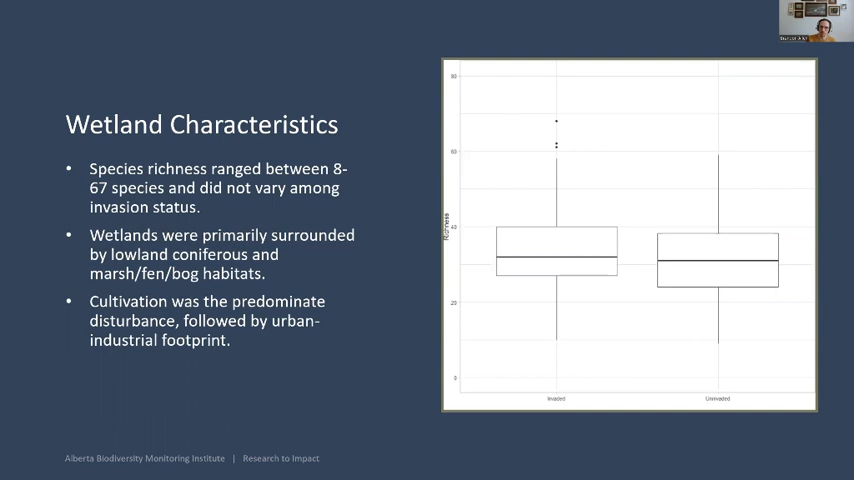 Wetland Characteristics
• Species richness ranged between 8-
67 species and did not vary among
invasion status.
• Wetlands were primarily surrounded
by lowland coniferous and
marsh/fen/bog habitats.
• Cultivation was the predominate
disturbance, followed by urban-
industrial footprint.
Richness
80
60
40
20
0
Invaded
Uninvaded
Alberta Biodiversity Monitoring Institute | Research to Impact